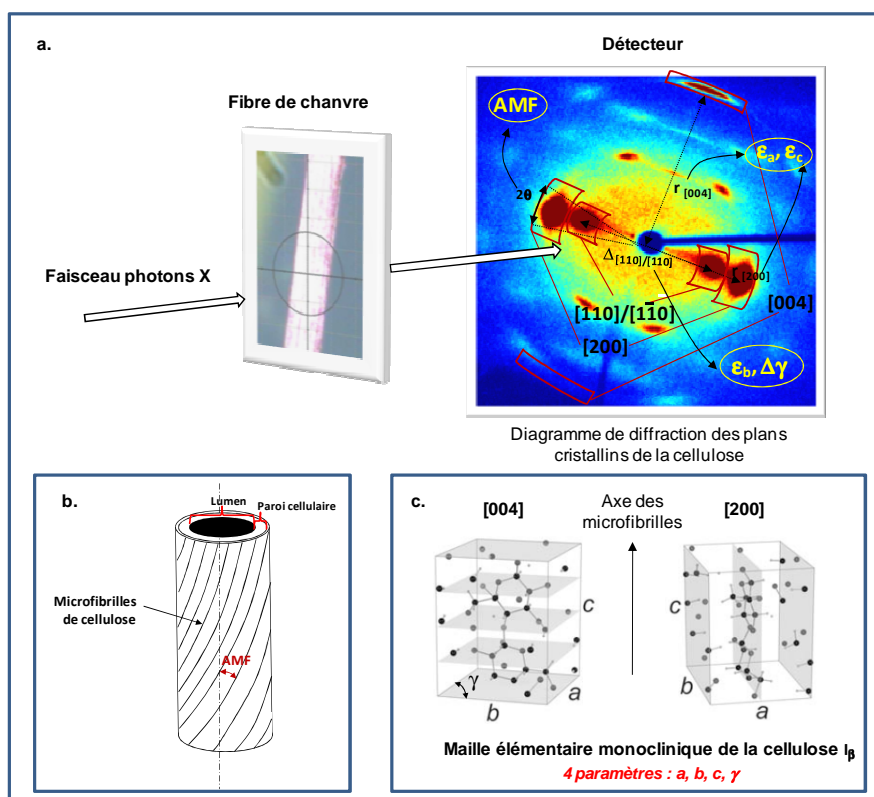 a.
Détecteur
Fibre de chanvre
AMF
εa, εc
2θ
r [004]
Faisceau photons X
Δ[110]/[1̄10]
r[200]
[110]/[11̄0]
[004]
[200]
εb, Δγ
Diagramme de diffraction des plans
cristallins de la cellulose
b.
Lumen
Paroi cellulaire
Microfibrilles
de cellulose
AMF
c.
[004]
Axe des
microfibrilles
[200]
c
c
γ
a
b
b
a
Maille élémentaire monoclinique de la cellulose Iβ
4 paramètres : a, b, c, γ